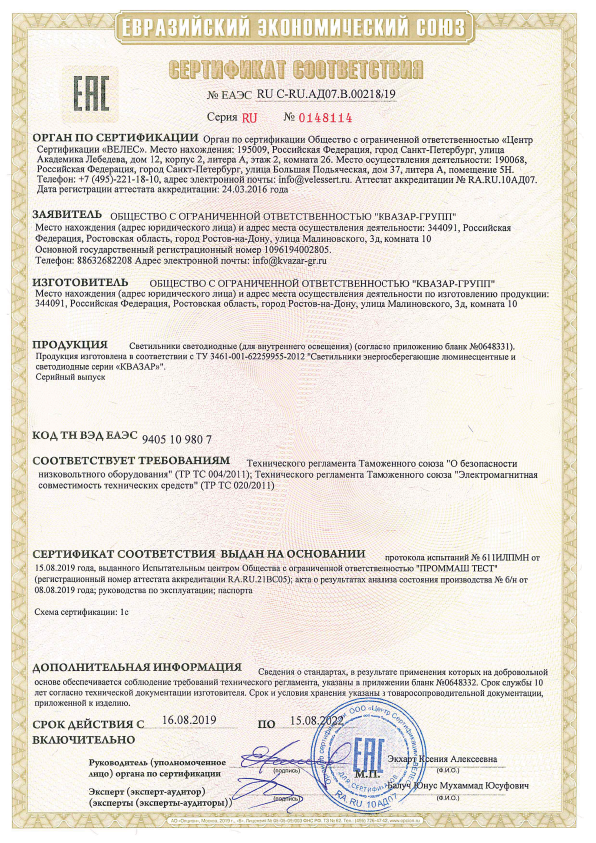 ЕВРАЗИЙСКИЙ ЭКОНОМИЧЕСКИЙ СОЮЗ
СЕРТИФИКАТ СООТВЕТСТВИЯ
ЕАС
№ ЕАЭС RU С-RU.АД07.В.00218/19
Серия RU № 0148114
ОРГАН ПО СЕРТИФИКАЦИИ Орган по сертификации Общество с ограниченной ответственностью «Центр
Сертификации «ВЕЛЕС». Место нахождения: 195009, Российская Федерация, город Санкт-Петербург, улица
Академика Лебедева, дом 12, корпус 2, литера А, этаж 2, комната 26. Место осуществления деятельности: 190068,
Российская Федерация, город Санкт-Петербург, улица Большая Подьяческая, дом 37, литера А, помещение 5Н.
Телефон: +7 (495)-221-18-10, адрес электронной почты: info@velessert.ru. Аттестат аккредитации № RA.RU.10АД07.
Дата регистрации аттестата аккредитации: 24.03.2016 года
ЗАЯВИТЕЛЬ ОБЩЕСТВО С ОГРАНИЧЕННОЙ ОТВЕТСТВЕННОСТЬЮ "КВАЗАР-ГРУПП"
Место нахождения (адрес юридического лица) и адрес места осуществления деятельности: 344091, Российская
Федерация, Ростовская область, город Ростов-на-Дону, улица Малиновского, 3д, комната 10
Основной государственный регистрационный номер 1096194002805.
Телефон: 88632682208 Адрес электронной почты: info@kvazar-gr.ru
ИЗГОТОВИТЕЛЬ ОБЩЕСТВО С ОГРАНИЧЕННОЙ ОТВЕТСТВЕННОСТЬЮ "КВАЗАР-ГРУПП"
Место нахождения (адрес юридического лица) и адрес места осуществления деятельности по изготовлению продукции:
344091, Российская Федерация, Ростовская область, город Ростов-на-Дону, улица Малиновского, 3д, комната 10
ПРОДУКЦИЯ Светильники светодиодные (для внутреннего освещения) (согласно приложению бланк №0648331).
Продукция изготовлена в соответствии с ТУ 3461-001-62259955-2012 "Светильники энергосберегающие люминесцентные и
светодиодные серии «КВАЗАР».
Серийный выпуск
КОД ТН ВЭД ЕАЭС 9405 10 980 7
СООТВЕТСТВУЕТ ТРЕБОВАНИЯМ Технического регламента Таможенного союза "О безопасности
низковольтного оборудования" (ТР ТС 004/2011); Технического регламента Таможенного союза "Электромагнитная
совместимость технических средств" (ТР ТС 020/2011)
СЕРТИФИКАТ СООТВЕТСТВИЯ ВЫДАН НА ОСНОВАНИИ протокола испытаний № 611ИЛПМН от
15.08.2019 года, выданного Испытательным центром Общества с ограниченной ответственностью "ПРОММАШ ТЕСТ"
(регистрационный номер аттестата аккредитации RA.RU.21ВС05); акта о результатах анализа состояния производства № б/н от
08.08.2019 года; руководства по эксплуатации; паспорта
Схема сертификации: 1с
ДОПОЛНИТЕЛЬНАЯ ИНФОРМАЦИЯ Сведения о стандартах, в результате применения которых на добровольной
основе обеспечивается соблюдение требований технического регламента, указаны в приложении бланк №0648332. Срок службы 10
лет согласно технической документации изготовителя. Срок и условия хранения указаны з товаросопроводительной документации,
приложенной к изделию.
СРОК ДЕЙСТВИЯ С 16.08.2019 ПО 15.08.2022
ВКЛЮЧИТЕЛЬНО
Руководитель (уполномоченное
лицо) органа по сертификации
(подпись)
М.П.
Экхарт Ксения Алексеевна
(Ф.И.О.)
Эксперт (эксперт-аудитор)
(эксперты (эксперты-аудиторы))
(подпись)
Балуч Юнус Мухаммад Юсуфович
(Ф.И.О.)
ЕАС
ДЛЯ СЕРТИФИКАТОВ
RA.RU.10АД07